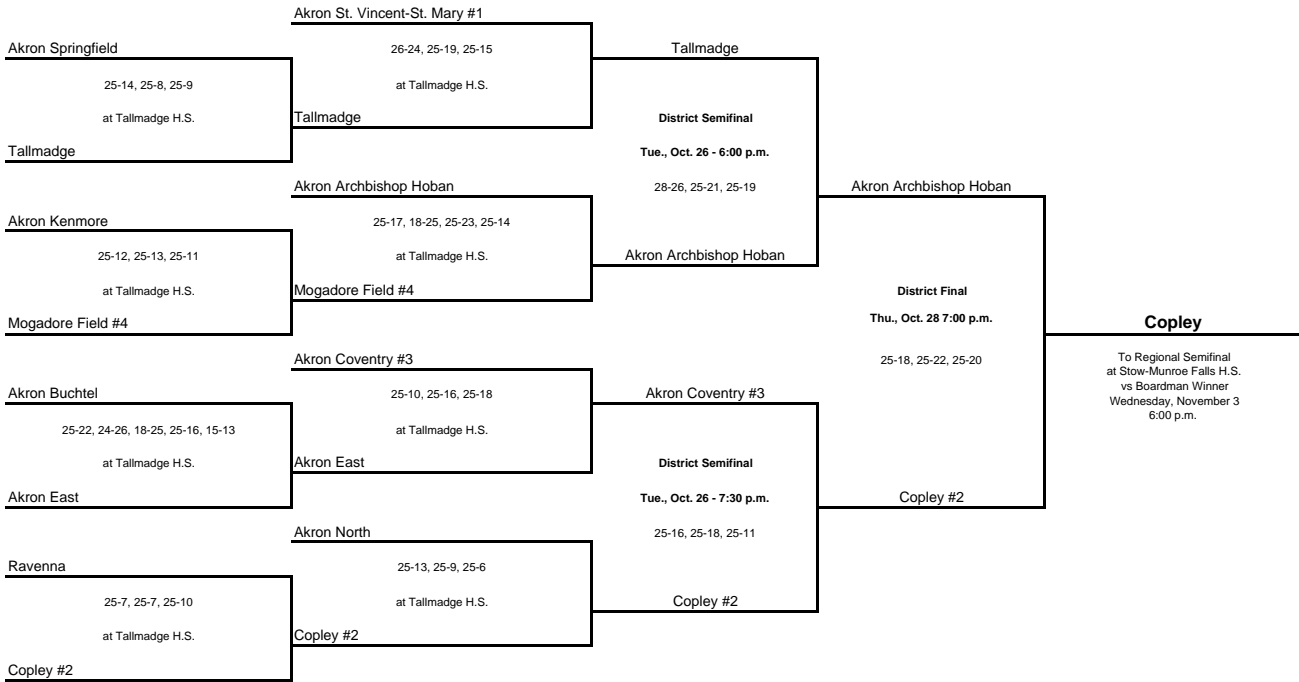 Akron St. Vincent-St. Mary #1
Akron Springfield
26-24, 25-19, 25-15
Tallmadge
25-14, 25-8, 25-9
at Tallmadge H.S.
at Tallmadge H.S.
Tallmadge
District Semifinal
Tallmadge
Tue., Oct. 26 - 6:00 p.m.
Akron Archbishop Hoban
28-26, 25-21, 25-19
Akron Archbishop Hoban
Akron Kenmore
25-17, 18-25, 25-23, 25-14
25-12, 25-13, 25-11
at Tallmadge H.S.
Akron Archbishop Hoban
at Tallmadge H.S.
Mogadore Field #4
District Final
Mogadore Field #4
Thu., Oct. 28 7:00 p.m.
Copley
Akron Coventry #3
25-18, 25-22, 25-20
To Regional Semifinal
at Stow-Munroe Falls H.S.
vs Boardman Winner
Wednesday, November 3
6:00 p.m.
Akron Buchtel
25-10, 25-16, 25-18
Akron Coventry #3
25-22, 24-26, 18-25, 25-16, 15-13
at Tallmadge H.S.
at Tallmadge H.S.
Akron East
District Semifinal
Akron East
Tue., Oct. 26 - 7:30 p.m.
Copley #2
Akron North
25-16, 25-18, 25-11
Ravenna
25-13, 25-9, 25-6
25-7, 25-7, 25-10
at Tallmadge H.S.
Copley #2
at Tallmadge H.S.
Copley #2
Copley #2